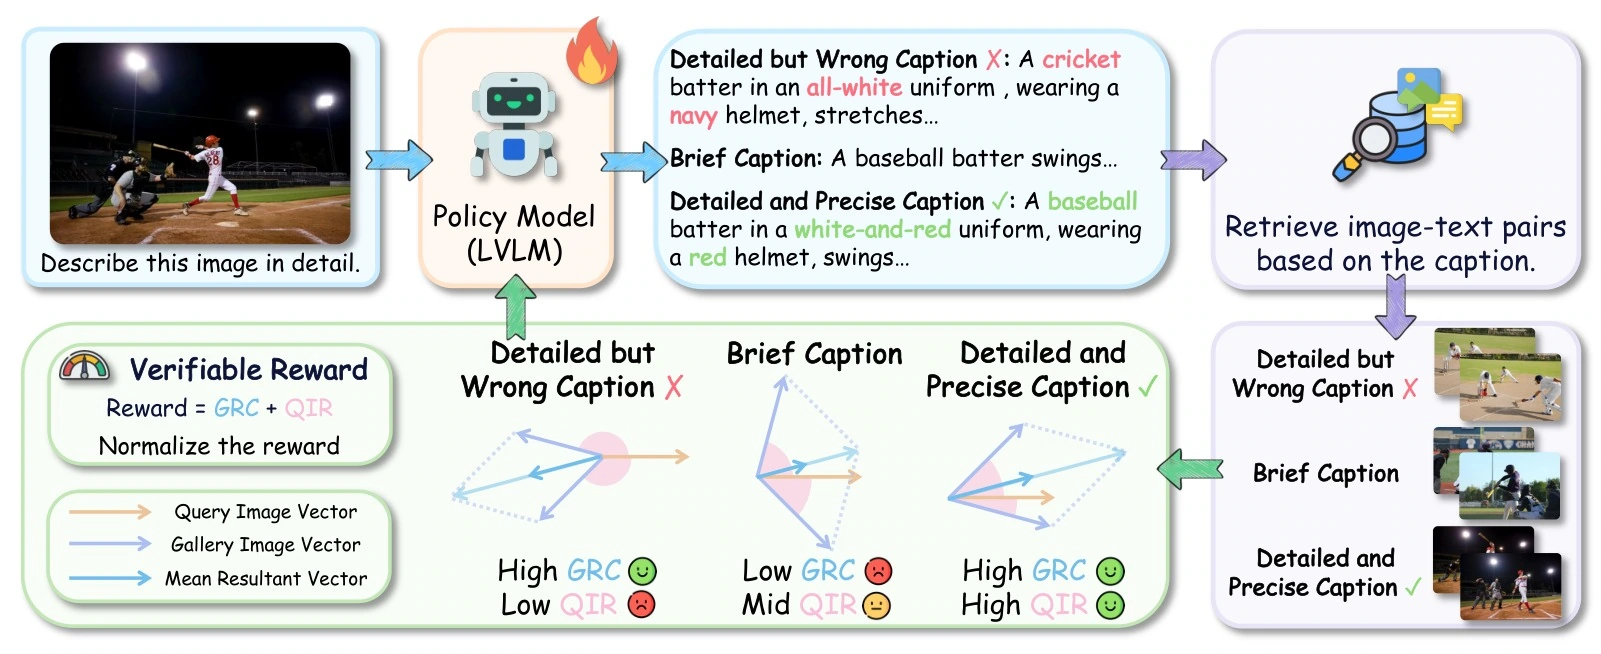 Describe this image in detail.
Policy Model
(LVLM)
Detailed but Wrong Caption ✗: A cricket
batter in an all-white uniform , wearing a
navy helmet, stretches...
Brief Caption: A baseball batter swings...
Detailed and Precise Caption ✓: A baseball
batter in a white-and-red uniform, wearing
a red helmet, swings...
Retrieve image-text pairs
based on the caption.
Verifiable Reward
Reward = GRC + QIR
Normalize the reward
Query Image Vector
Gallery Image Vector
Mean Resultant Vector
Detailed but
Wrong Caption ✗
High GRC
Low QIR
Brief Caption
Low GRC
Mid QIR
Detailed and
Precise Caption ✓
High GRC
High QIR
Detailed but
Wrong Caption ✗
Brief Caption
Detailed and
Precise Caption ✓
28